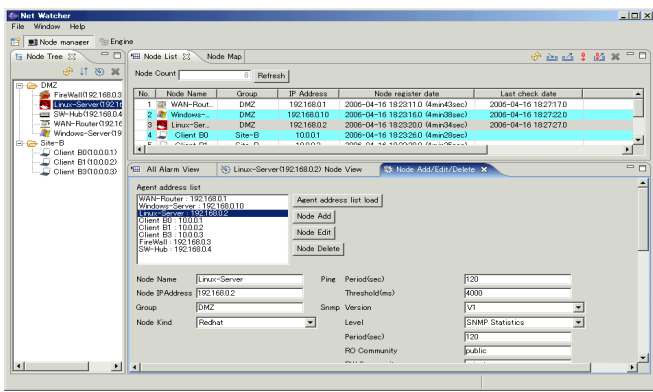 Net Watcher
File Window Help
Node manager Engine
Node Tree
DMZ
FireWall(192.168.0.3
Linux-Server(192.16
SW-Hub(192.168.0.4
WAN-Router(192.16
Windows-Server(19
Site-B
Client B0(10.0.0.1)
Client B1(10.0.0.2)
Client B3(10.0.0.3)
Node List Node Map
Node Count 8 Refresh
No. Node Name Group IP Address Node register date Last check date
1 WAN-Rout... DMZ 192.168.0.1 2006-04-16 18:23:11.0 (4min43sec) 2006-04-16 18:27:17.0
2 Windows-... DMZ 192.168.0.10 2006-04-16 18:23:16.0 (4min38sec) 2006-04-16 18:27:22.0
3 Linux-Ser... DMZ 192.168.0.2 2006-04-16 18:23:20.0 (4min34sec) 2006-04-16 18:27:27.0
4 Client B0 Site-B 10.0.0.1 2006-04-16 18:23:26.0 (4min28sec)
All Alarm View Linux-Server(192.168.0.2) Node View Node Add/Edit/Delete
Agent address list
WAN-Router : 192.168.0.1
Windows-Server : 192.168.0.10
Linux-Server : 192.168.0.2
Client B0 : 10.0.0.1
Client B1 : 10.0.0.2
Client B3 : 10.0.0.3
FireWall : 192.168.0.3
SW-Hub : 192.168.0.4
Agent address list load
Node Add
Node Edit
Node Delete
Node Name Linux-Server Ping Period(sec) 120
Node IPAddress 192.168.0.2 Threshold(ms) 4000
Group DMZ Snmp Version V1
Node Kind Redhat Level SNMP Statistics
Period(sec) 120
RO Community public